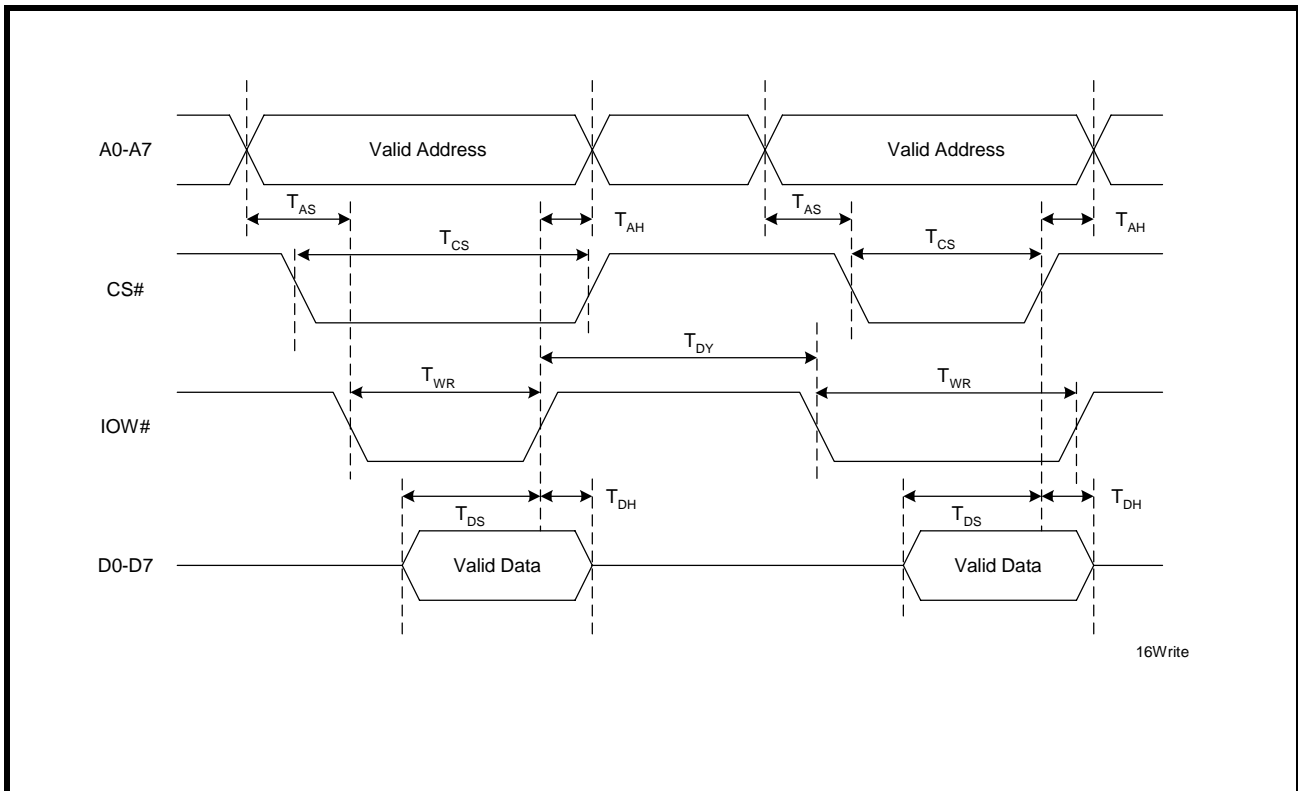 A0-A7
Valid Address
Valid Address
TAS
TAH
TAS
TAH
TCS
TCS
CS#
TDY
TWR
TWR
IOW#
TDH
TDH
TDS
TDS
D0-D7
Valid Data
Valid Data
16Write